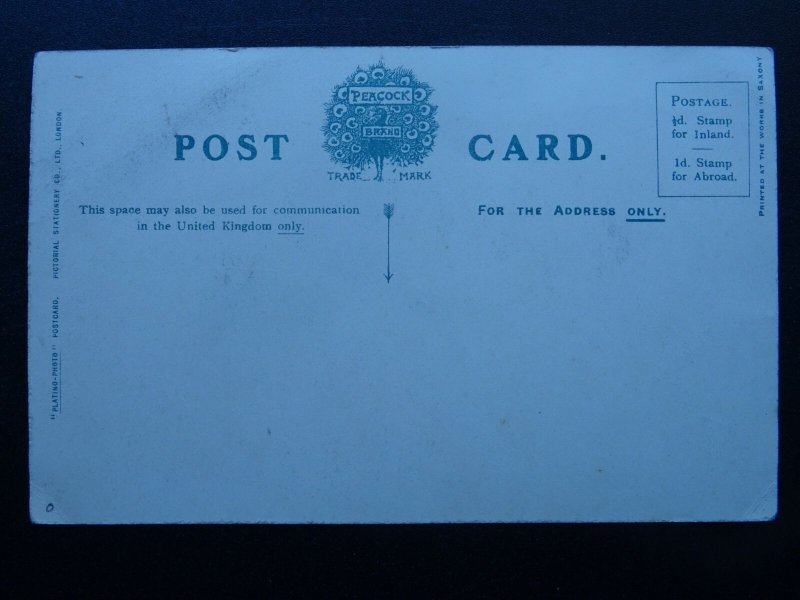 POST CARD.
PEACOCK
BRAND
TRADE MARK
This space may also be used for communication
in the United Kingdom only.
FOR THE ADDRESS ONLY.
POSTAGE.
½d. Stamp
for Inland.
1d. Stamp
for Abroad.
PRINTED AT THE WORKS IN SAXONY
"PLATINO-PHOTO" POSTCARD. PICTORIAL STATIONERY CO., LTD., LONDON.
0